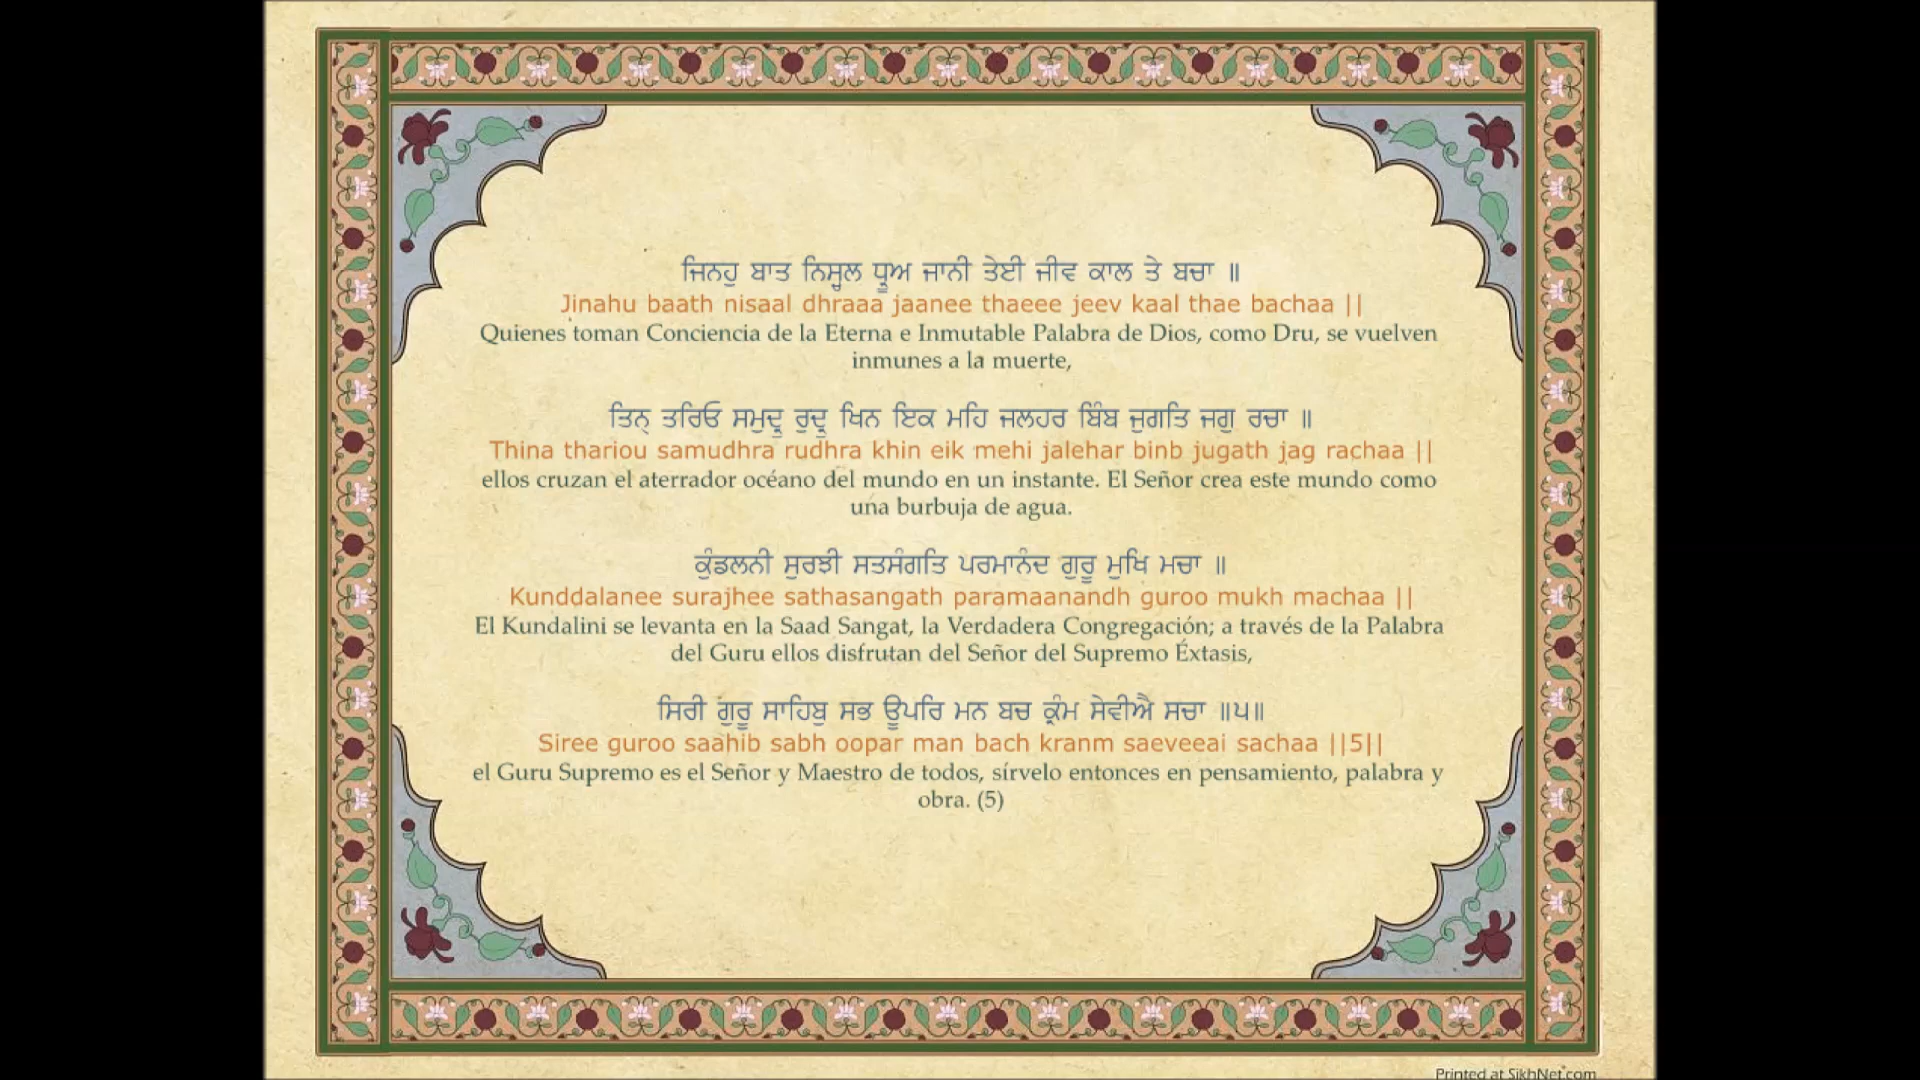 ਜਿਨਹੁ ਬਾਤ ਨਿਸ੍ਚਲ ਧ੍ਰੂਅ ਜਾਨੀ ਤੇਈ ਜੀਵ ਕਾਲ ਤੇ ਬਚਾ ॥
Jinahu baath nisaal dhraaa jaanee thaeee jeev kaal thae bachaa ||
Quienes toman Conciencia de la Eterna e Inmutable Palabra de Dios, como Dru, se vuelven
inmunes a la muerte,
ਤਿਨ੍ ਤਰਿਓ ਸਮੁਦ੍ਰੁ ਰੁਦ੍ਰੁ ਖਿਨ ਇਕ ਮਹਿ ਜਲਹਰ ਬਿੰਬ ਜੁਗਤਿ ਜਗੁ ਰਚਾ ॥
Thina thariou samudhra rudhra khin eik mehi jalehar binb jugath jag rachaa ||
ellos cruzan el aterrador océano del mundo en un instante. El Señor crea este mundo como
una burbuja de agua.
ਕੁੰਡਲਨੀ ਸੁਰਝੀ ਸਤਸੰਗਤਿ ਪਰਮਾਨੰਦ ਗੁਰੂ ਮੁਖਿ ਮਚਾ ॥
Kunddalanee surajhee sathasangath paramaanandh guroo mukh machaa ||
El Kundalini se levanta en la Saad Sangat, la Verdadera Congregación; a través de la Palabra
del Guru ellos disfrutan del Señor del Supremo Éxtasis,
ਸਿਰੀ ਗੁਰੂ ਸਾਹਿਬੁ ਸਭ ਊਪਰਿ ਮਨ ਬਚ ਕ੍ਰੰਮ ਸੇਵੀਐ ਸਚਾ ॥੫॥
Siree guroo saahib sabh oopar man bach kranm saeveeai sachaa ||5||
el Guru Supremo es el Señor y Maestro de todos, sírvelo entonces en pensamiento, palabra y
obra. (5)
Printed at SikhNet.com